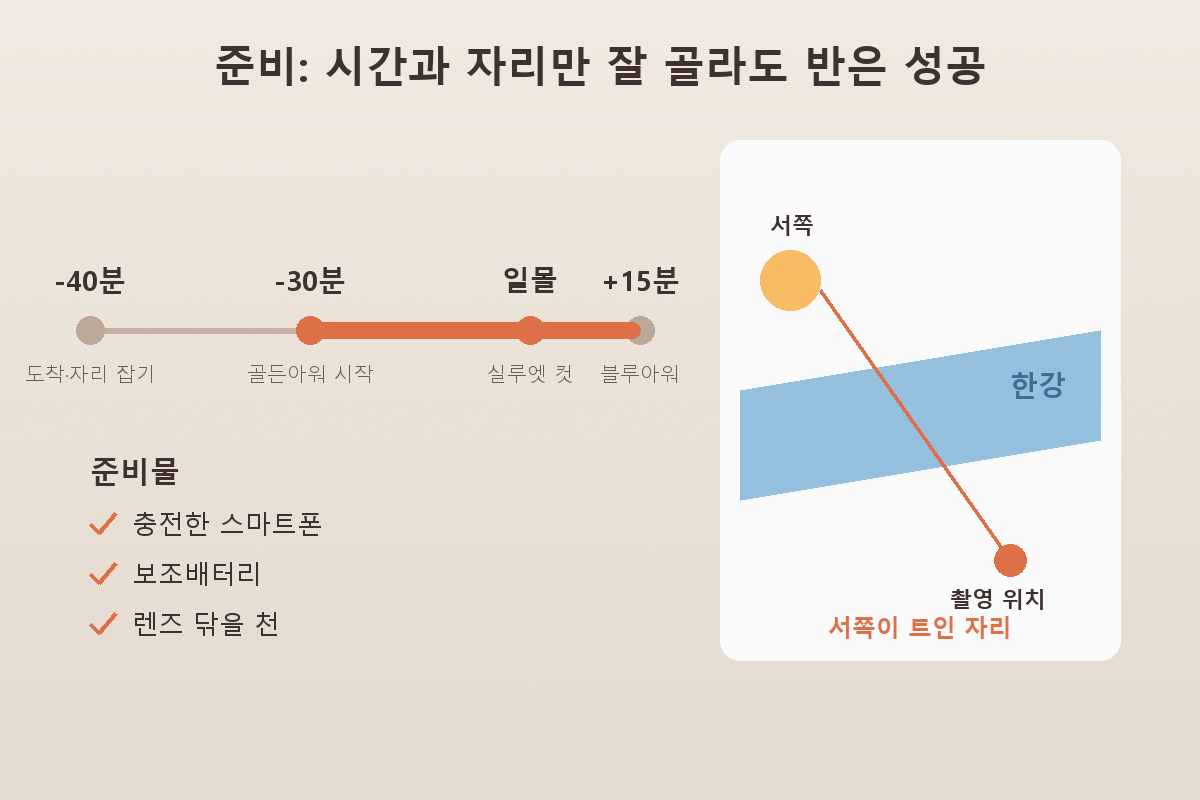 준비: 시간과 자리만 잘 골라도 반은 성공
-40분
-30분
일몰
+15분
도착·자리 잡기
골든아워 시작
실루엣 컷
블루아워
준비물
충전한 스마트폰
보조배터리
렌즈 닦을 천
서쪽
한강
촬영 위치
서쪽이 트인 자리